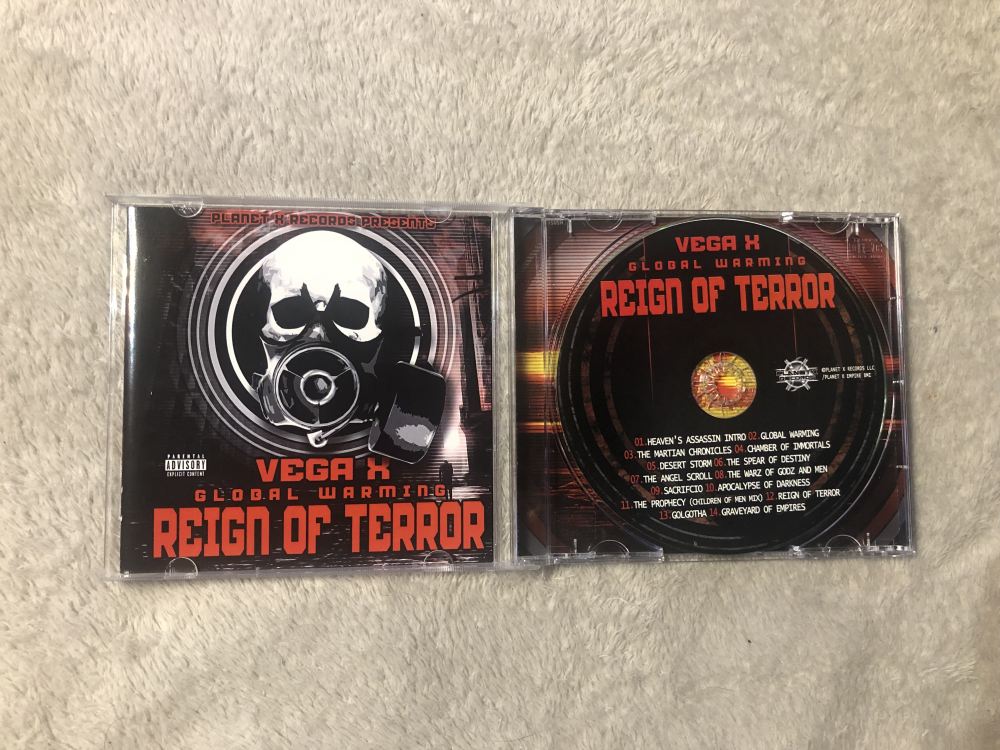 PLANET X RECORDS PRESENTS
PARENTAL
ADVISORY
EXPLICIT CONTENT
VEGA X
GLOBAL WARMING
REIGN OF TERROR
VEGA X
GLOBAL WARMING
REIGN OF TERROR
©PLANET X RECORDS LLC
/PLANET X EMPIRE BMI
01.HEAVEN'S ASSASSIN INTRO 02.GLOBAL WARMING
03.THE MARTIAN CHRONICLES 04.CHAMBER OF IMMORTALS
05.DESERT STORM 06.THE SPEAR OF DESTINY
07.THE ANGEL SCROLL 08.THE WARZ OF GODZ AND MEN
09.SACRIFCIO 10.APOCALYPSE OF DARKNESS
11.THE PROPHECY (CHILDREN OF MEN MIX) 12.REIGN OF TERROR
13.GOLGOTHA 14.GRAVEYARD OF EMPIRES